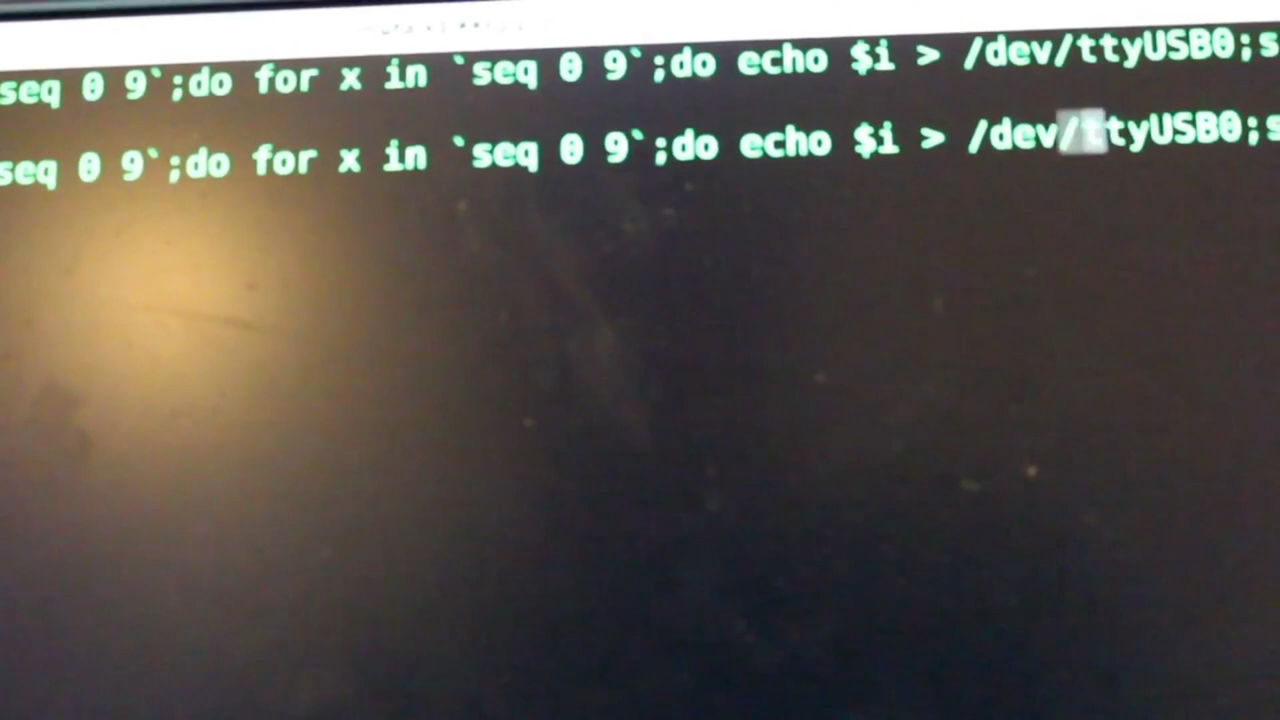 seq 0 9`;do for x in `seq 0 9`;do echo $i > /dev/ttyUSB0;s
seq 0 9`;do for x in `seq 0 9`;do echo $i > /dev/ttyUSB0;s